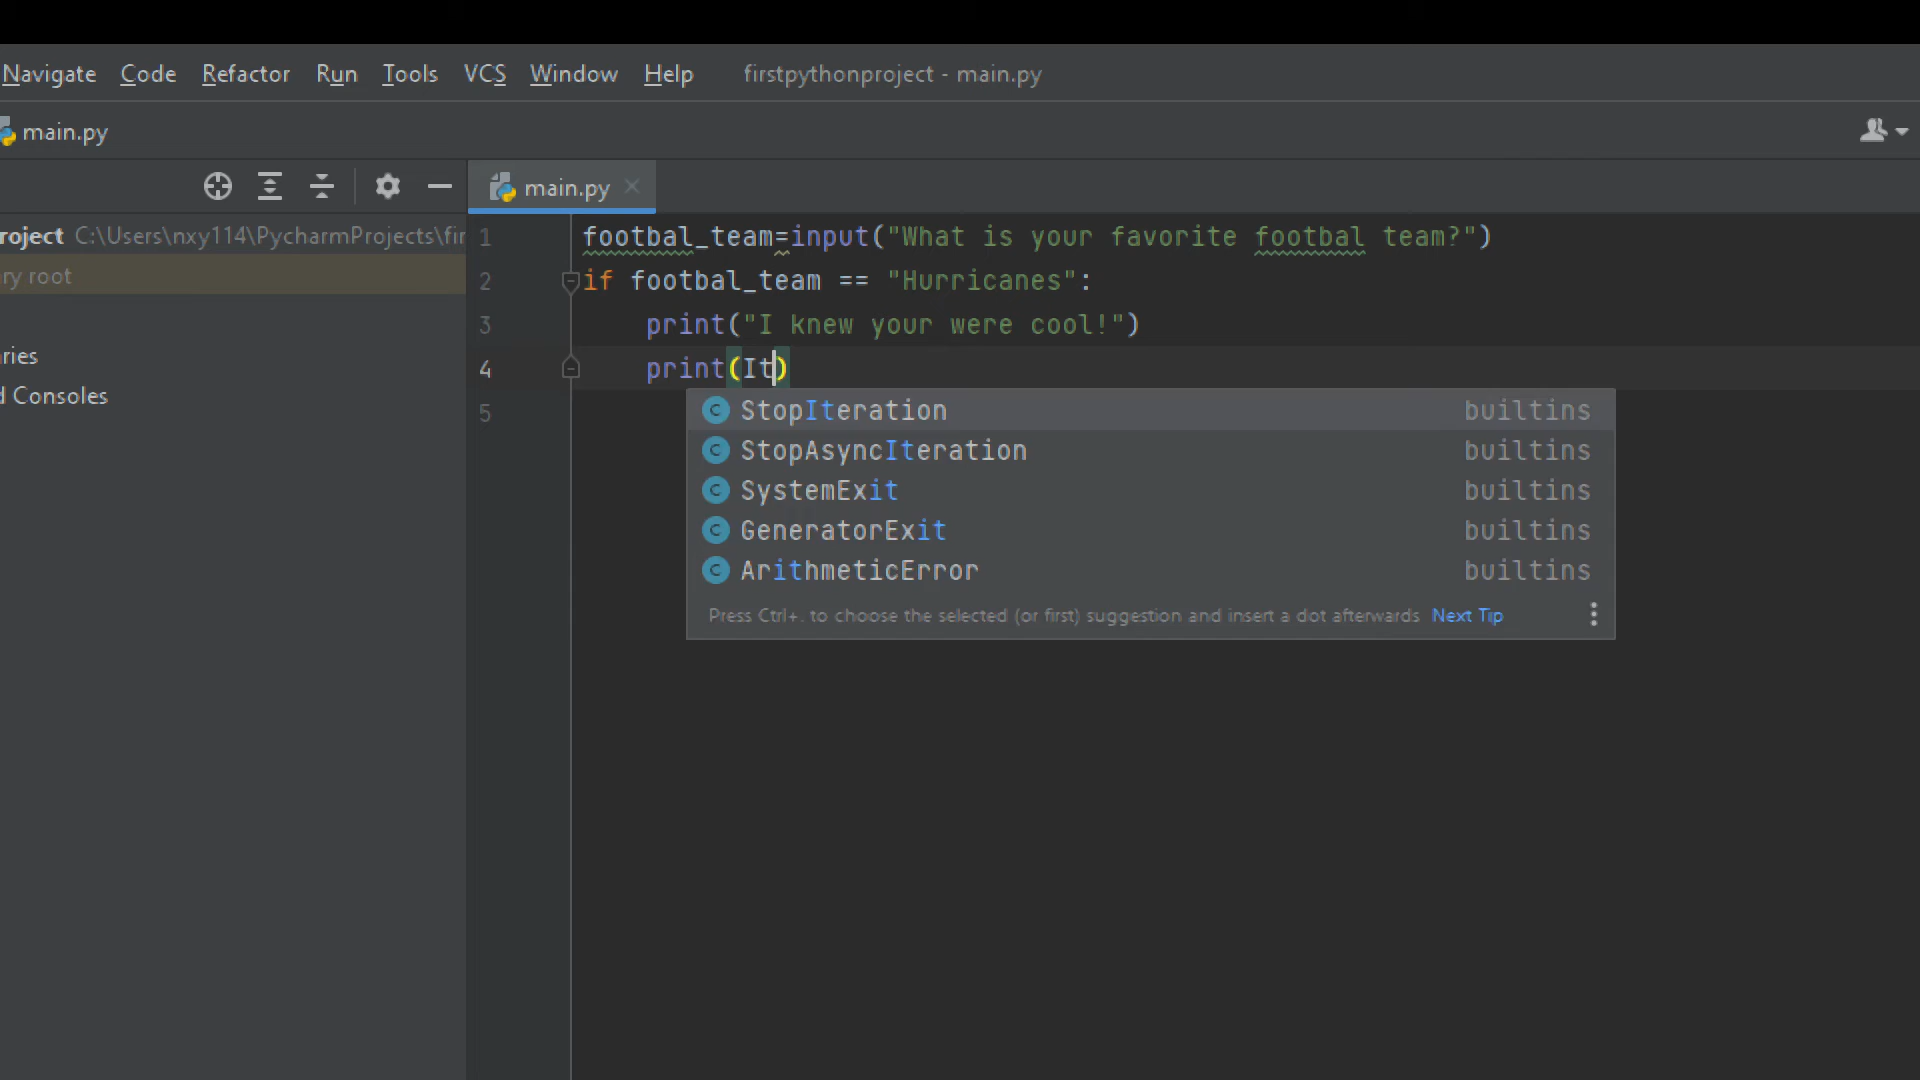 Navigate Code Refactor Run Tools VCS Window Help firstpythonproject - main.py
main.py
main.py
roject C:\Users\nxy114\PycharmProjects\fir
ry root
ries
d Consoles
1 footbal_team=input("What is your favorite footbal team?")
2 if footbal_team == "Hurricanes":
3 print("I knew your were cool!")
4 print(It)
5
StopIteration builtins
StopAsyncIteration builtins
SystemExit builtins
GeneratorExit builtins
ArithmeticError builtins
Press Ctrl+. to choose the selected (or first) suggestion and insert a dot afterwards Next Tip